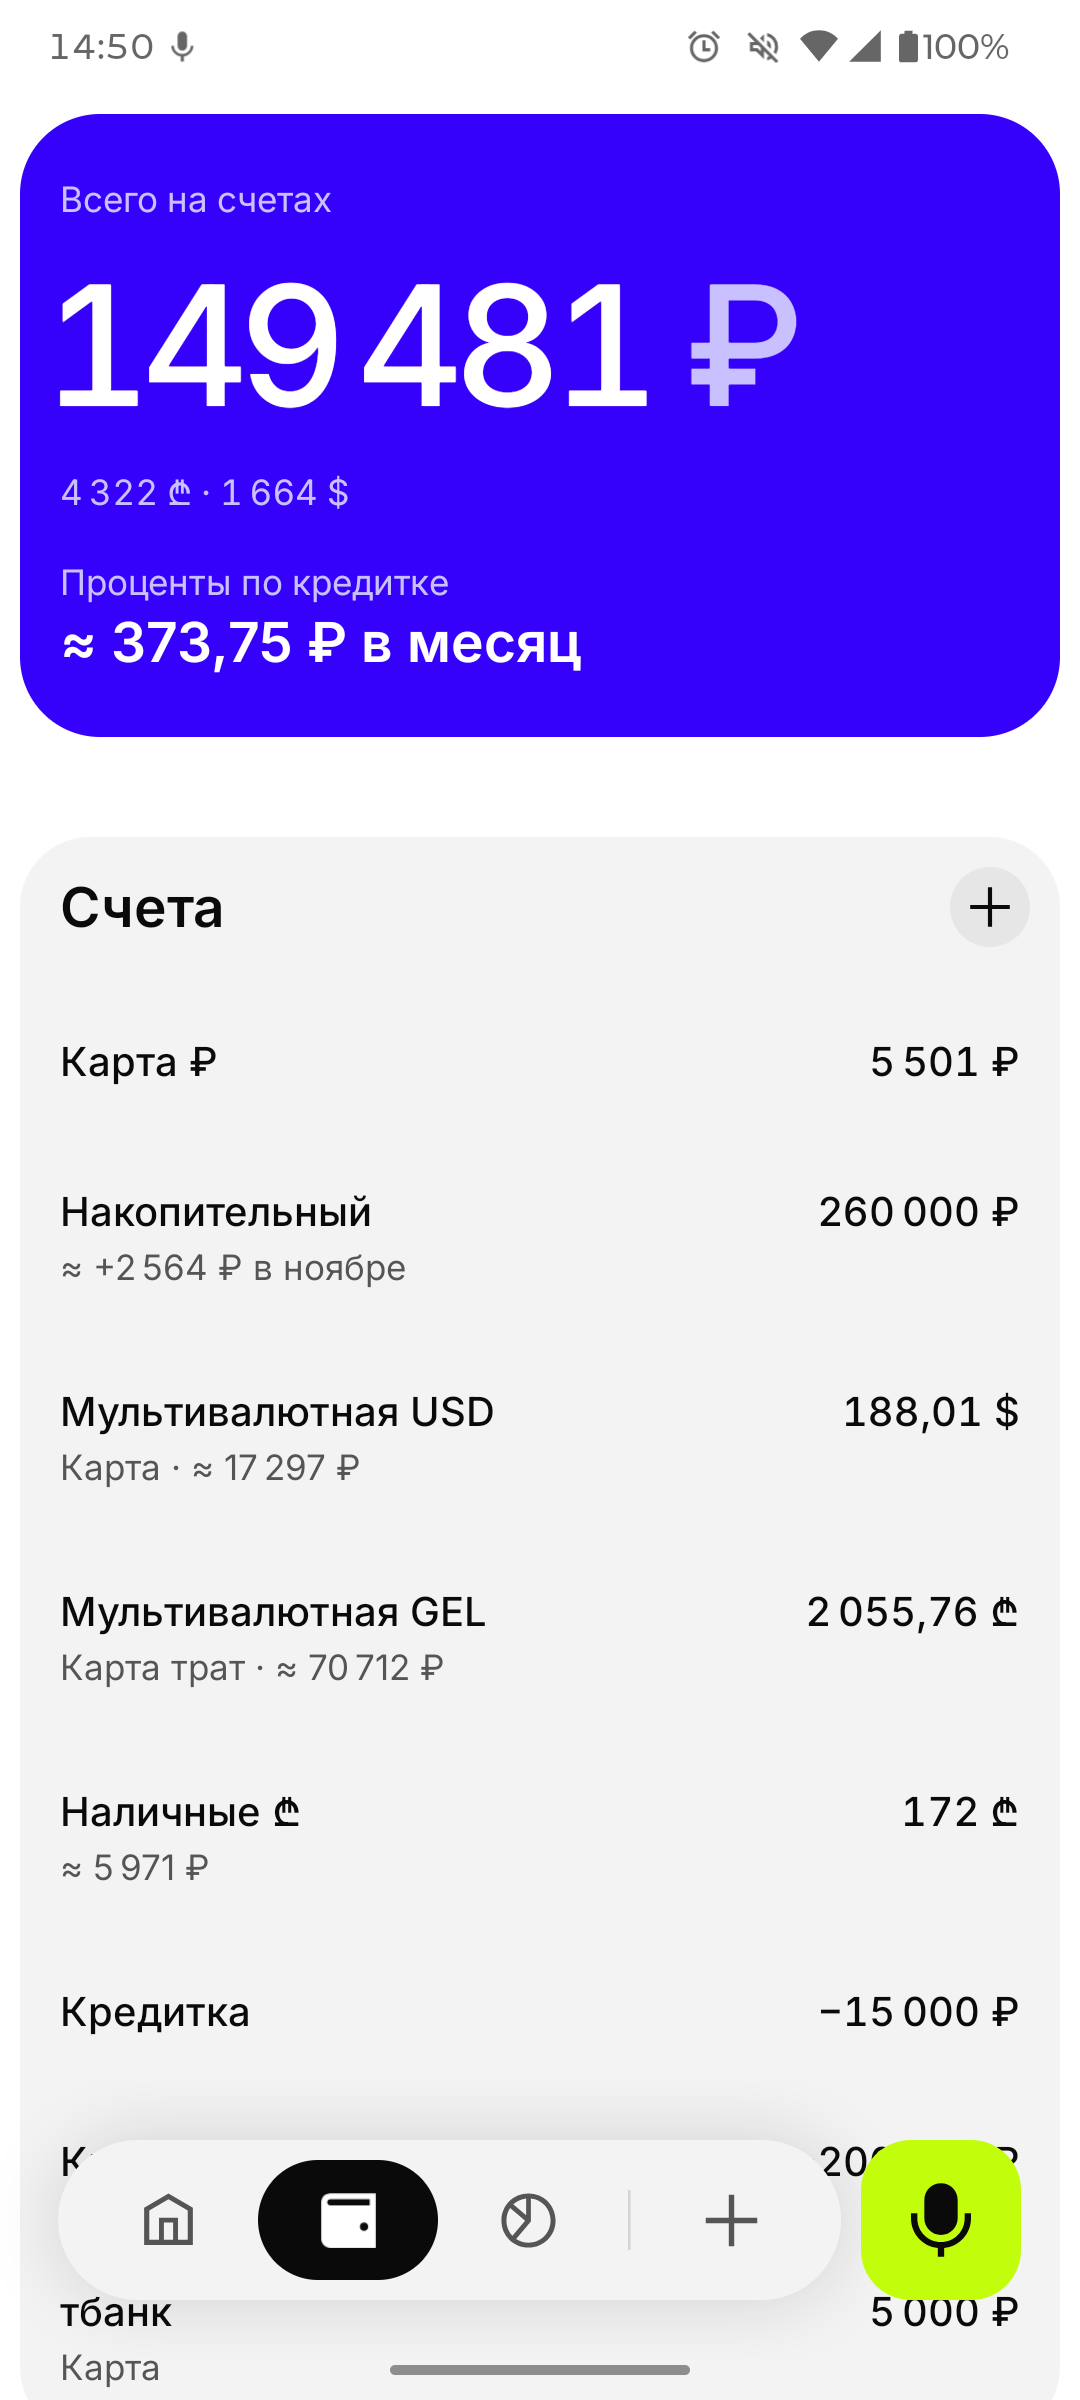 14:50
100%
Всего на счетах
149 481 ₽
4 322 ₾ · 1 664 $
Проценты по кредитке
≈ 373,75 ₽ в месяц
Счета
Карта ₽ 5 501 ₽
Накопительный 260 000 ₽
≈ +2 564 ₽ в ноябре
Мультивалютная USD 188,01 $
Карта · ≈ 17 297 ₽
Мультивалютная GEL 2 055,76 ₾
Карта трат · ≈ 70 712 ₽
Наличные ₾ 172 ₾
≈ 5 971 ₽
Кредитка −15 000 ₽
тбанк 5 000 ₽
Карта